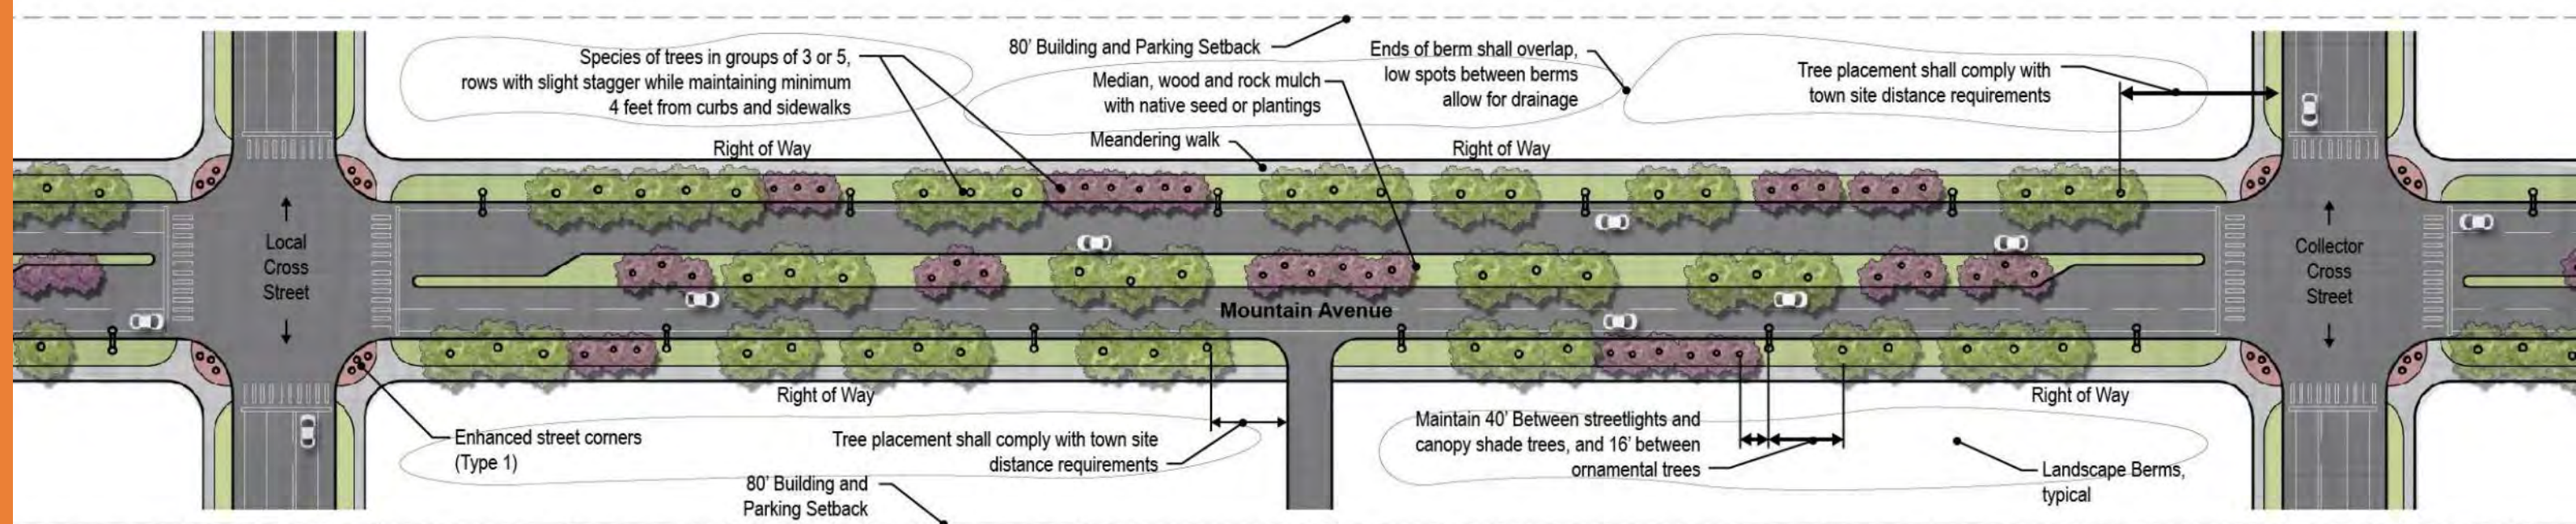 Species of trees in groups of 3 or 5,
rows with slight stagger while maintaining minimum
4 feet from curbs and sidewalks
80' Building and Parking Setback
Median, wood and rock mulch
with native seed or plantings
Meandering walk
Ends of berm shall overlap,
low spots between berms
allow for drainage
Tree placement shall comply with
town site distance requirements
Right of Way
Right of Way
Local
Cross
Street
Collector
Cross
Street
Mountain Avenue
Right of Way
Right of Way
Enhanced street corners
(Type 1)
Tree placement shall comply with town site
distance requirements
80' Building and
Parking Setback
Maintain 40' Between streetlights and
canopy shade trees, and 16' between
ornamental trees
Landscape Berms,
typical